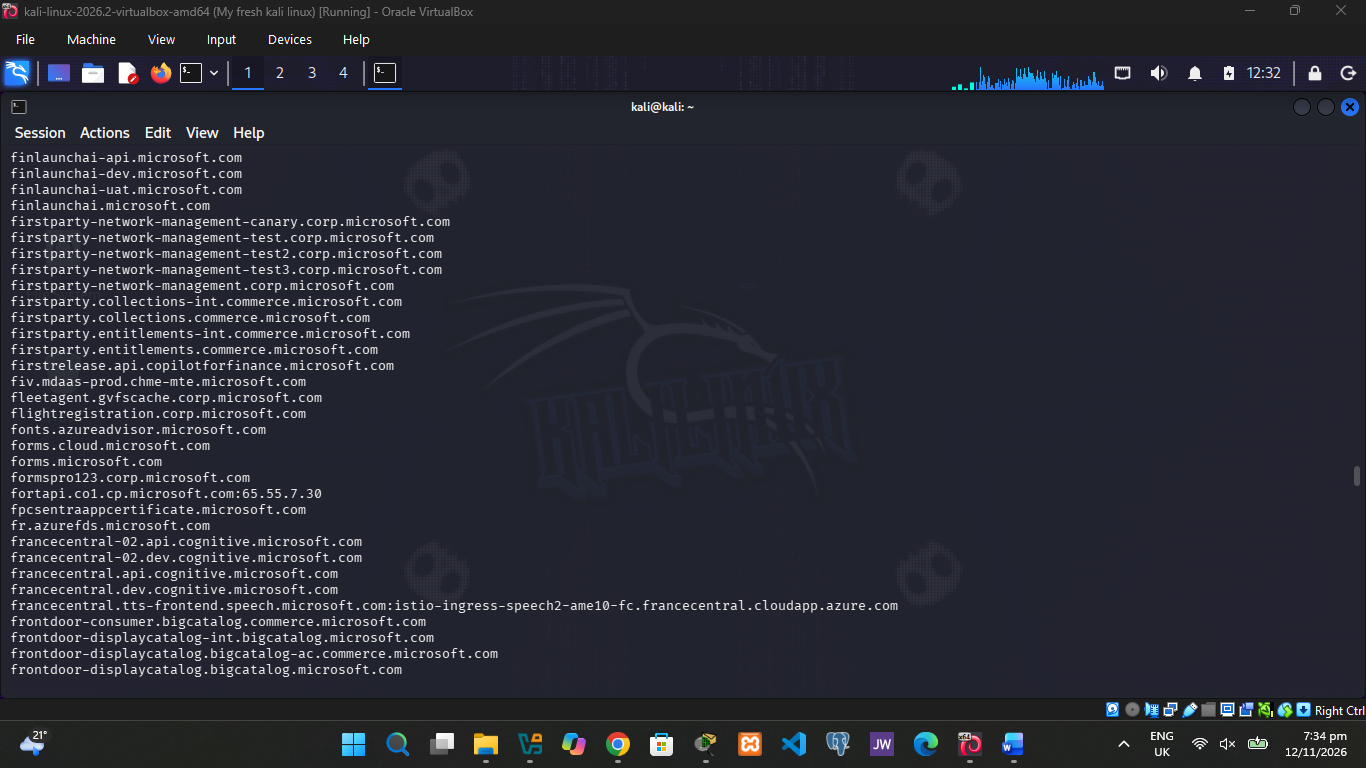 kali-linux-2026.2-virtualbox-amd64 (My fresh kali linux) [Running] - Oracle VirtualBox
File Machine View Input Devices Help
1 2 3 4 12:32
kali@kali: ~
Session Actions Edit View Help
finlaunchai-api.microsoft.com
finlaunchai-dev.microsoft.com
finlaunchai-uat.microsoft.com
finlaunchai.microsoft.com
firstparty-network-management-canary.corp.microsoft.com
firstparty-network-management-test.corp.microsoft.com
firstparty-network-management-test2.corp.microsoft.com
firstparty-network-management-test3.corp.microsoft.com
firstparty-network-management.corp.microsoft.com
firstparty.collections-int.commerce.microsoft.com
firstparty.collections.commerce.microsoft.com
firstparty.entitlements-int.commerce.microsoft.com
firstparty.entitlements.commerce.microsoft.com
firstrelease.api.copilotforfinance.microsoft.com
fiv.mdaas-prod.chme-mte.microsoft.com
fleetagent.gvfscache.corp.microsoft.com
flightregistration.corp.microsoft.com
fonts.azureadvisor.microsoft.com
forms.cloud.microsoft.com
forms.microsoft.com
formspro123.corp.microsoft.com
fortapi.co1.cp.microsoft.com:65.55.7.30
fpcsentraappcertificate.microsoft.com
fr.azurefds.microsoft.com
francecentral-02.api.cognitive.microsoft.com
francecentral-02.dev.cognitive.microsoft.com
francecentral.api.cognitive.microsoft.com
francecentral.dev.cognitive.microsoft.com
francecentral.tts-frontend.speech.microsoft.com:istio-ingress-speech2-ame10-fc.francecentral.cloudapp.azure.com
frontdoor-consumer.bigcatalog.commerce.microsoft.com
frontdoor-displaycatalog-int.bigcatalog.microsoft.com
frontdoor-displaycatalog.bigcatalog-ac.commerce.microsoft.com
frontdoor-displaycatalog.bigcatalog.microsoft.com
KALI LINUX
Right Ctrl
21°
JW
ENG
UK
7:34 pm
12/11/2026